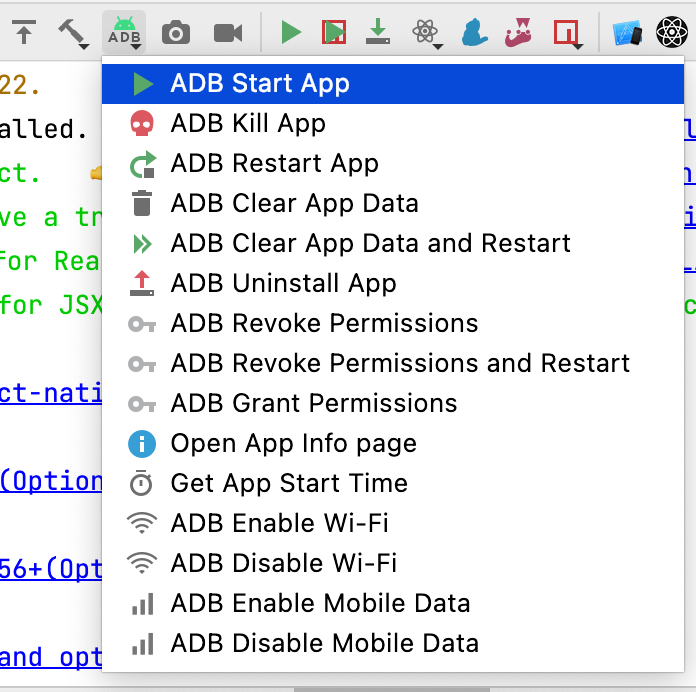 ADB
22.
ADB Start App
alled.
ADB Kill App
ct.
ADB Restart App
ve a tr
ADB Clear App Data
for Rea
ADB Clear App Data and Restart
ADB Uninstall App
for JSX
ADB Revoke Permissions
ADB Revoke Permissions and Restart
ct-nati
ADB Grant Permissions
Open App Info page
(Option
Get App Start Time
ADB Enable Wi-Fi
56+(Opt
ADB Disable Wi-Fi
ADB Enable Mobile Data
and opt
ADB Disable Mobile Data